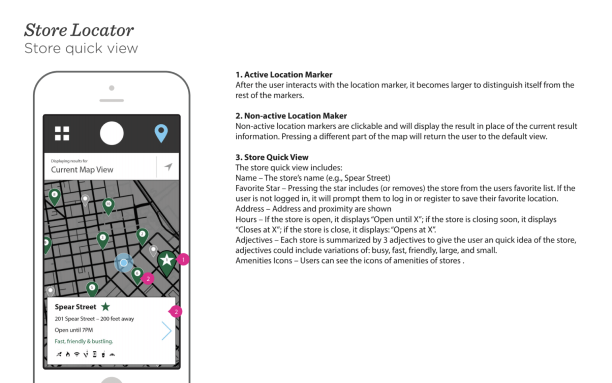 Store Locator
Store quick view
Displaying results for
Current Map View
1
2
Spear Street
2
201 Spear Street – 200 feet away
Open until 7PM
Fast, friendly & bustling.
1. Active Location Marker
After the user interacts with the location marker, it becomes larger to distinguish itself from the
rest of the markers.
2. Non-active Location Maker
Non-active location markers are clickable and will display the result in place of the current result
information. Pressing a different part of the map will return the user to the default view.
3. Store Quick View
The store quick view includes:
Name – The store's name (e.g., Spear Street)
Favorite Star – Pressing the star includes (or removes) the store from the users favorite list. If the
user is not logged in, it will prompt them to log in or register to save their favorite location.
Address – Address and proximity are shown
Hours – If the store is open, it displays "Open until X"; if the store is closing soon, it displays
"Closes at X"; if the store is close, it displays: "Opens at X".
Adjectives – Each store is summarized by 3 adjectives to give the user an quick idea of the store,
adjectives could include variations of: busy, fast, friendly, large, and small.
Amenities Icons – Users can see the icons of amenities of stores .